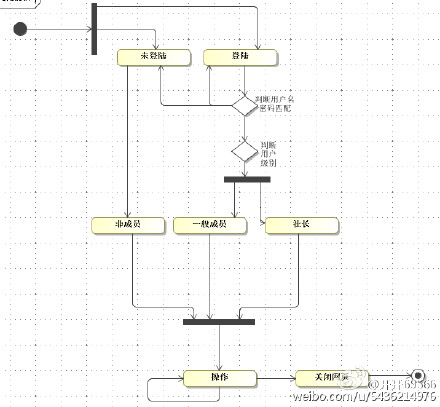 未登陆
登陆
判断用户名
密码匹配
判断
用户
级别
非成员
一般成员
社长
操作
关闭网页
weibo.com/u/5436214976